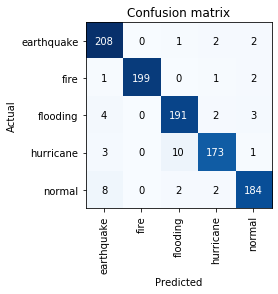 Confusion matrix
Actual
earthquake 208 0 1 2 2
fire 1 199 0 1 2
flooding 4 0 191 2 3
hurricane 3 0 10 173 1
normal 8 0 2 2 184
earthquake fire flooding hurricane normal
Predicted